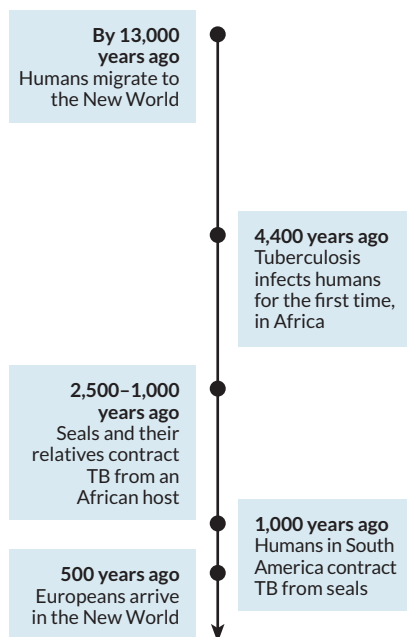 By 13,000
years ago
Humans migrate to
the New World
4,400 years ago
Tuberculosis
infects humans
for the first time,
in Africa
2,500–1,000
years ago
Seals and their
relatives contract
TB from an
African host
1,000 years ago
Humans in South
America contract
TB from seals
500 years ago
Europeans arrive
in the New World